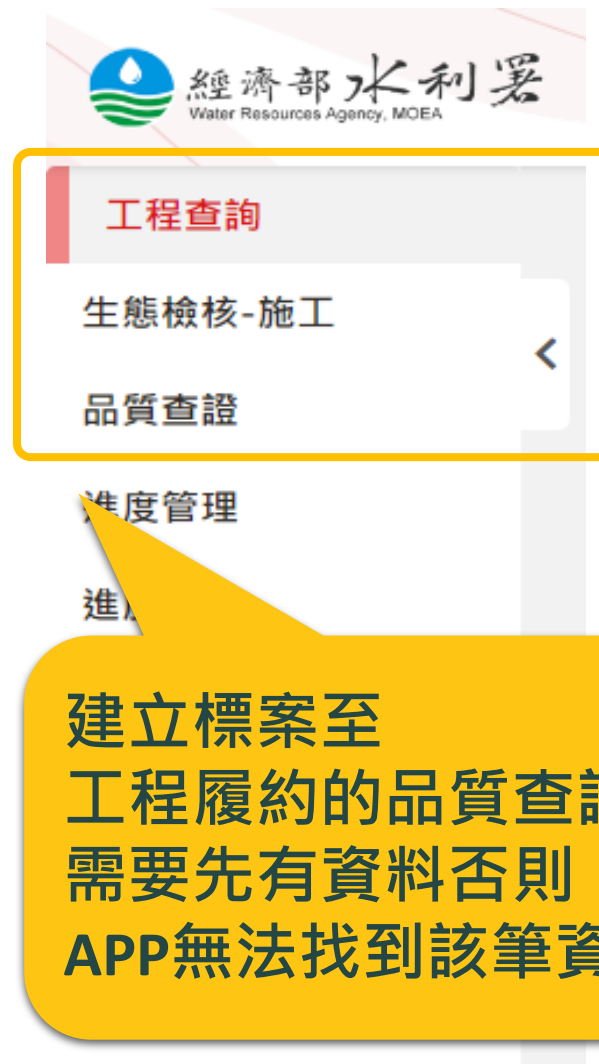 經濟部水利署
Water Resources Agency, MOEA
工程查詢
生態檢核-施工
品質查證
進度管理
進
建立標案至
工程履約的品質查
需要先有資料否則
APP無法找到該筆資